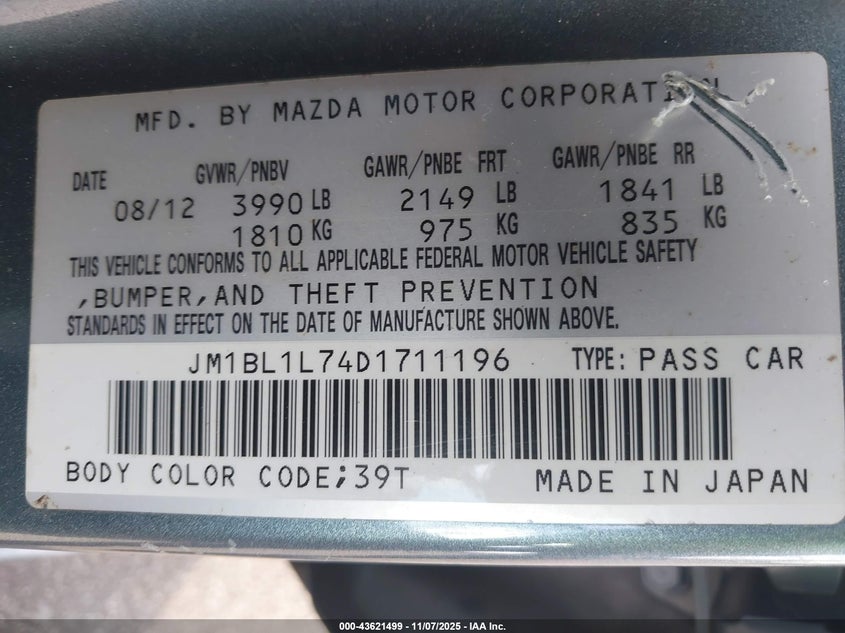 MFD. BY MAZDA MOTOR CORPORATION
DATE GVWR/PNBV GAWR/PNBE FRT GAWR/PNBE RR
08/12 3990 LB 2149 LB 1841 LB
1810 KG 975 KG 835 KG
THIS VEHICLE CONFORMS TO ALL APPLICABLE FEDERAL MOTOR VEHICLE SAFETY
,BUMPER,AND THEFT PREVENTION
STANDARDS IN EFFECT ON THE DATE OF MANUFACTURE SHOWN ABOVE.
JM1BL1L74D1711196 TYPE: PASS CAR
BODY COLOR CODE;39T MADE IN JAPAN
000-43621499 - 11/07/2025 - IAA Inc.